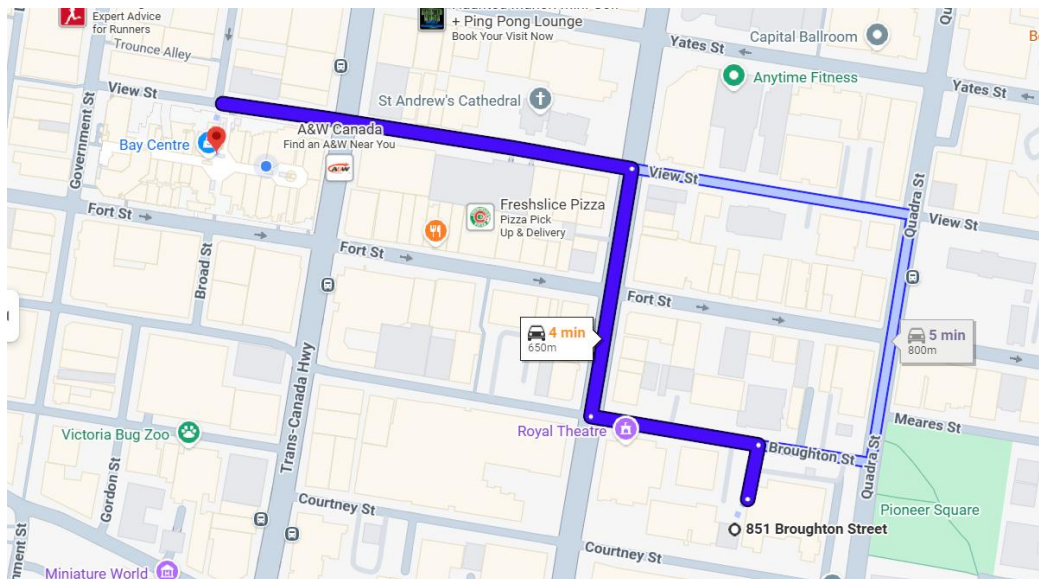 Expert Advice
for Runners
Trounce Alley
View St
Government St
Bay Centre
+ Ping Pong Lounge
Book Your Visit Now
St Andrew's Cathedral
A&W Canada
Find an A&W Near You
A&W
Yates St
Capital Ballroom
Anytime Fitness
Yates St
View St
Quadra St
View St
Freshslice Pizza
Pizza Pick
Up & Delivery
Fort St
Broad St
Fort St
Fort St
4 min
650m
5 min
800m
Trans-Canada Hwy
Victoria Bug Zoo
Gordon St
Royal Theatre
Broughton St
Quadra St
Meares St
Pioneer Square
Courtney St
851 Broughton Street
Courtney St
Miniature World